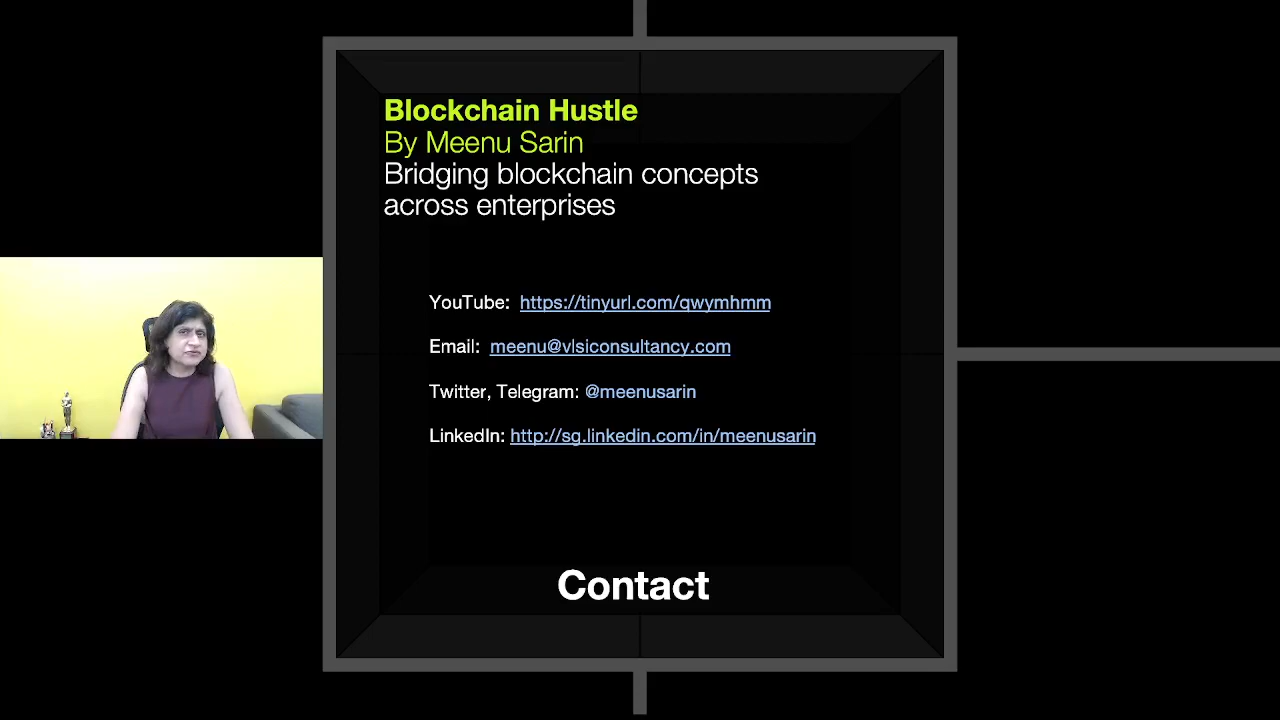 Blockchain Hustle
By Meenu Sarin
Bridging blockchain concepts
across enterprises
YouTube: https://tinyurl.com/qwymhmm
Email: meenu@vlsiconsultancy.com
Twitter, Telegram: @meenusarin
LinkedIn: http://sg.linkedin.com/in/meenusarin
Contact